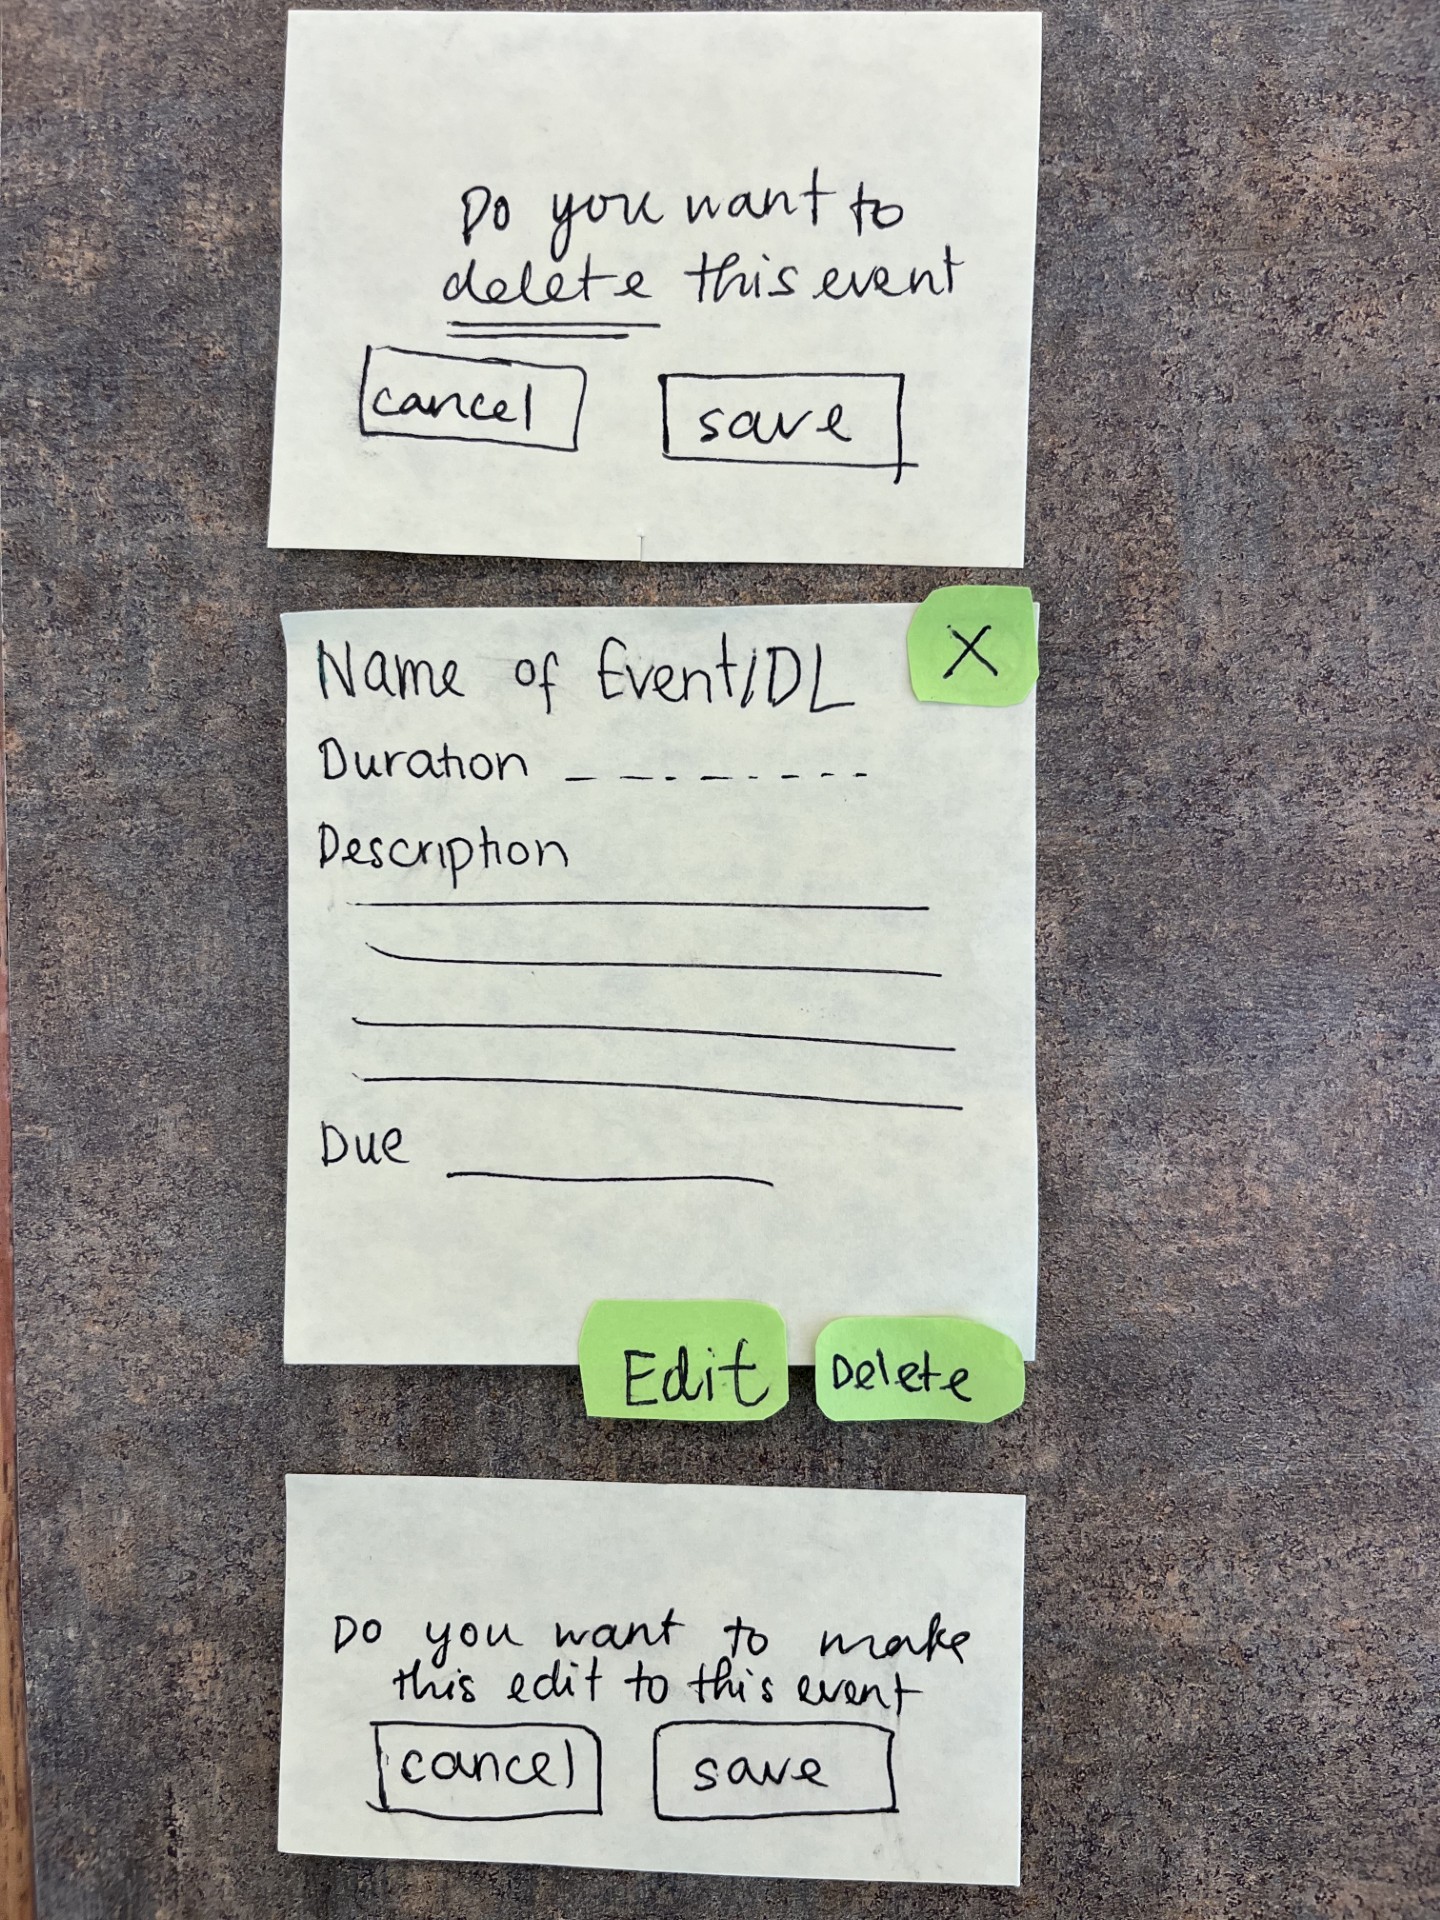 Do you want to
delete this event
cancel
save
Name of Event/DL
X
Duration
Description
Due
Edit
Delete
Do you want to make
this edit to this event
cancel
save